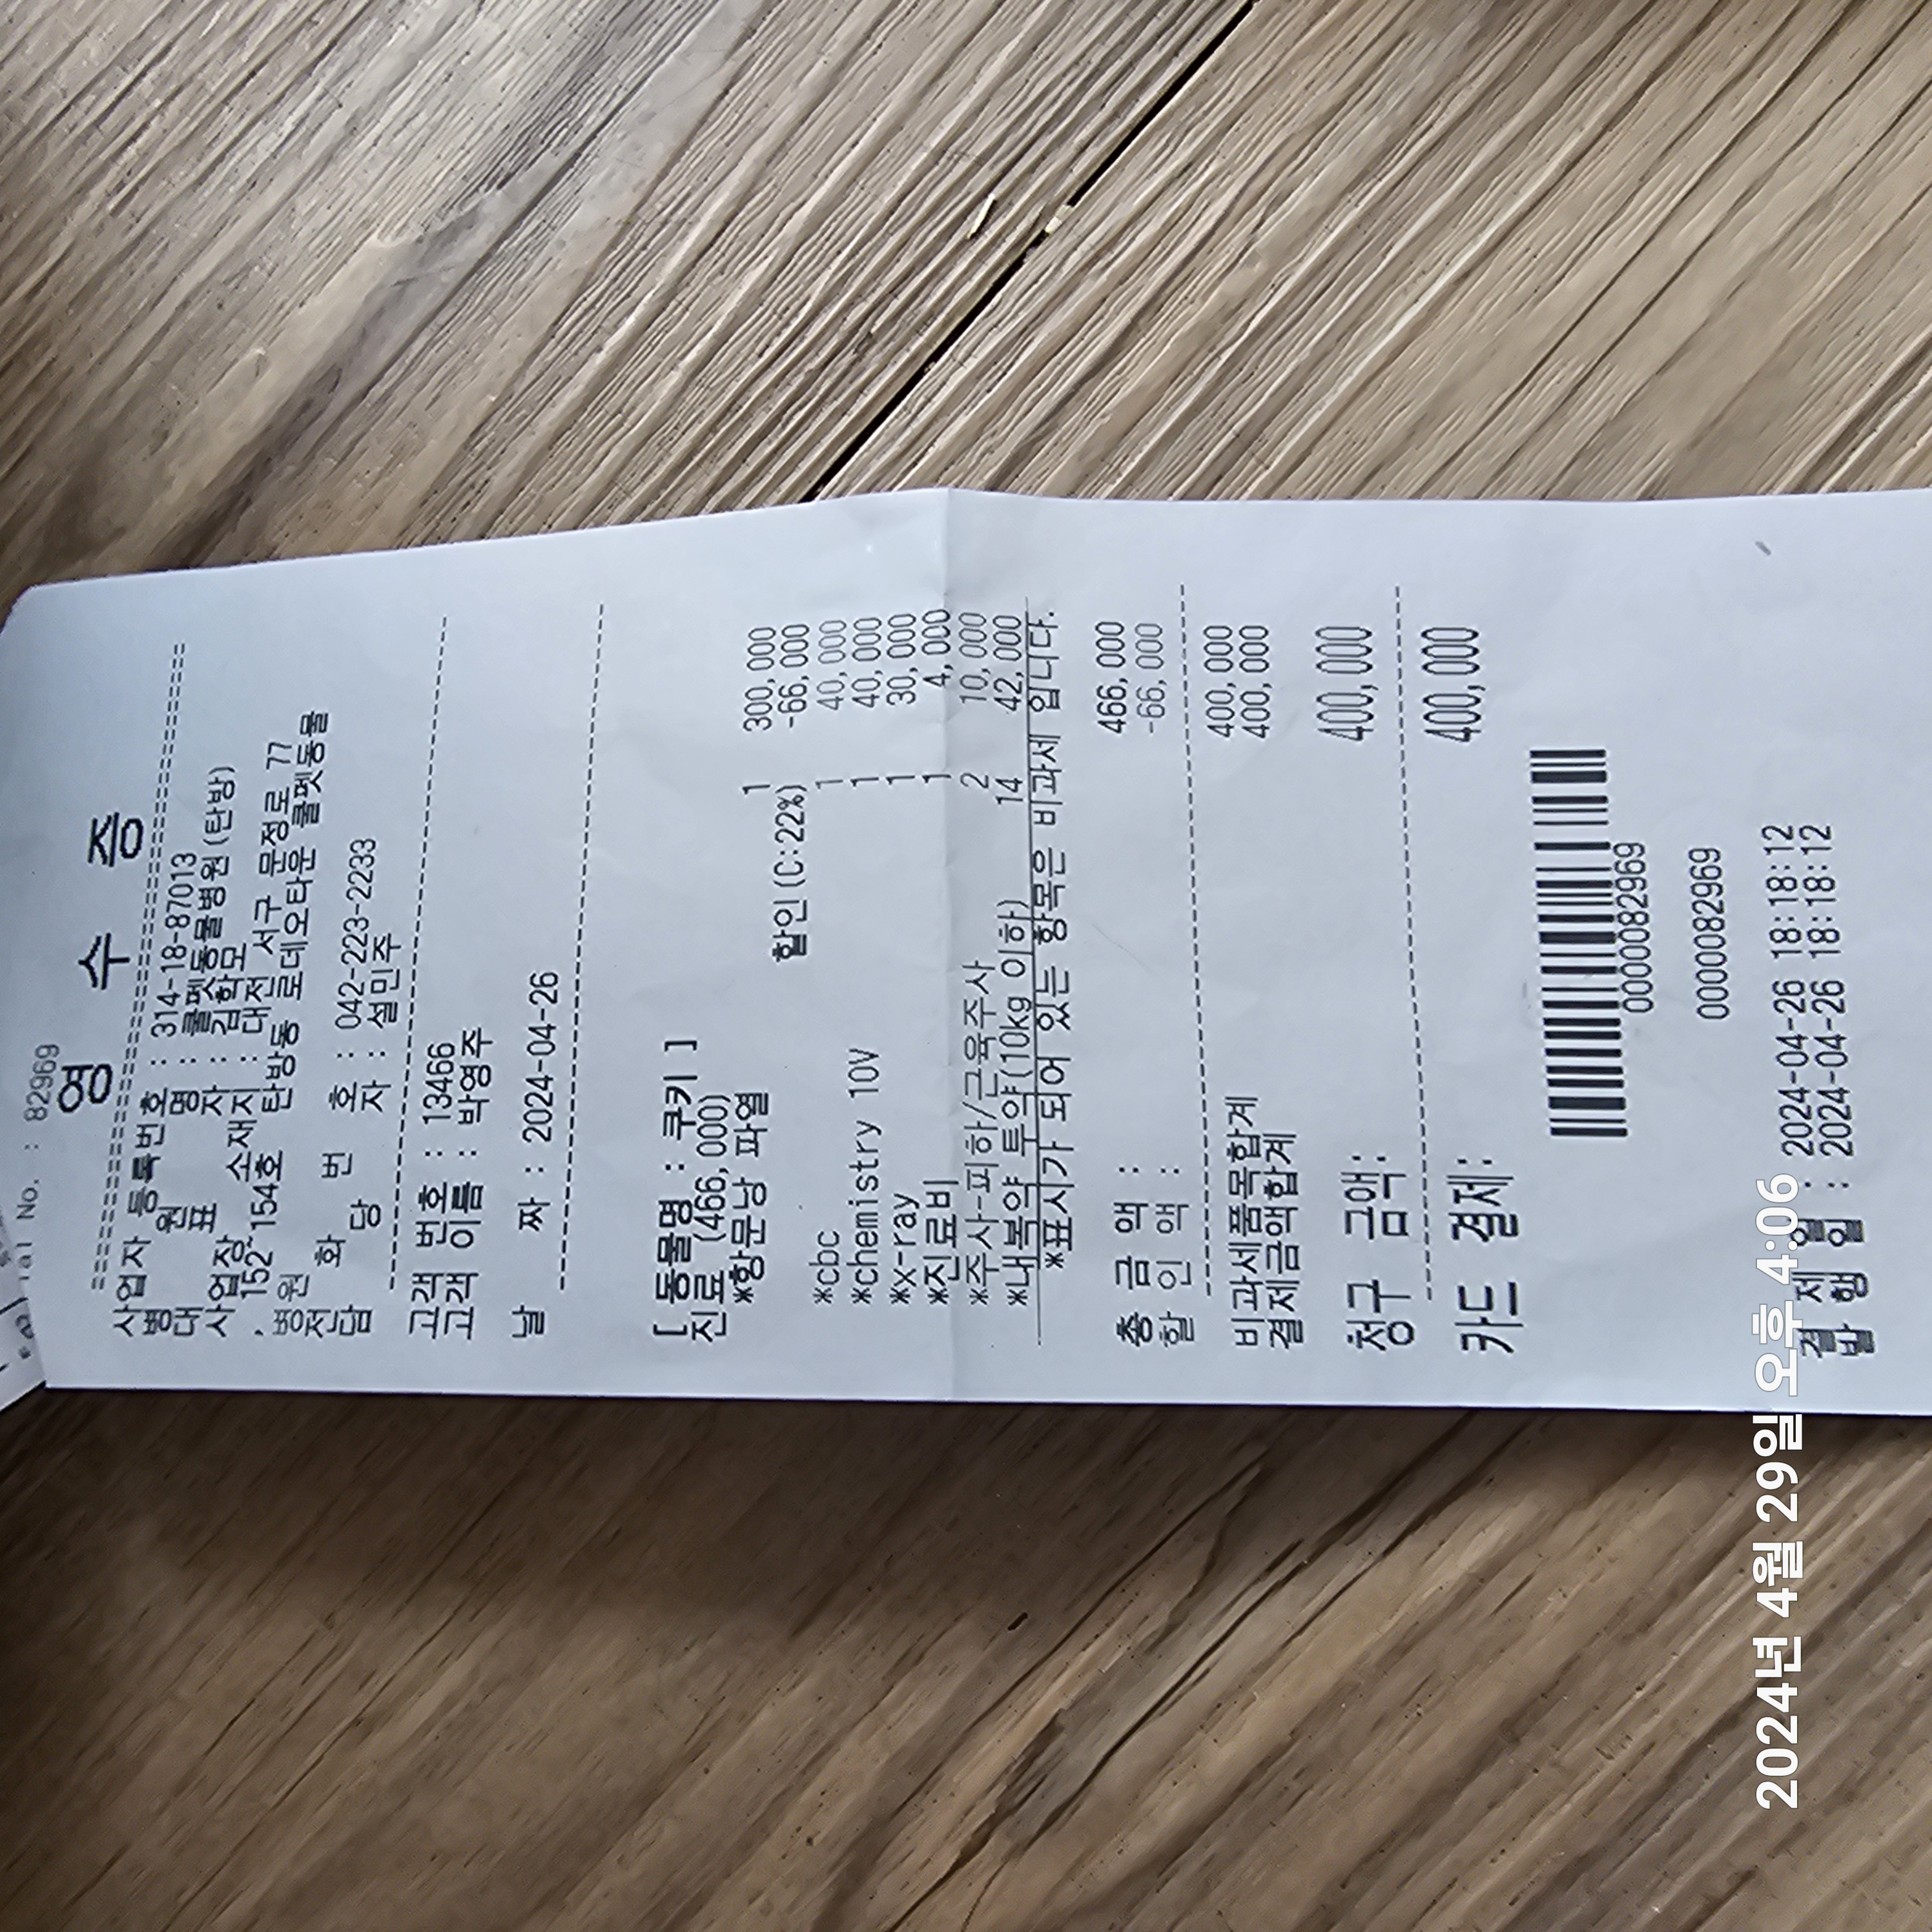 Serial No. : 82969
영 수 증
사업자 등록번호 : 314-18-87013
병 원 명 : 쿨펫동물병원(탄방)
대 표 자 : 김학모
사업장 소재지 : 대전 서구 문정로 77
, 152~154호 탄방동 로데오타운 쿨펫동물
병원
전 화 번 호 : 042-223-2233
담 당 자 : 설민주
고객 번호 : 13466
고객 이름 : 박영주
날 짜 : 2024-04-26
[ 동물명 : 쿠키 ]
진료 (466,000)
*항문낭 파열 1 300,000
할인(C:22%) -66,000
*cbc 1 40,000
*chemistry 10V 1 40,000
*x-ray 1 30,000
*진료비 1 4,000
*주사-피하/근육주사 2 10,000
*내복약 투약(10kg 이하) 14 42,000
*표시가 되어 있는 항목은 비과세 입니다.
총 금 액 : 466,000
할 인 액 : -66,000
비과세품목합계 400,000
결제금액합계 400,000
청구 금액: 400,000
카드 결제: 400,000
0000082969
0000082969
결 제 일 : 2024-04-26 18:18:12
발 행 일 : 2024-04-26 18:18:12
2024년 4월 29일 오후 4:06